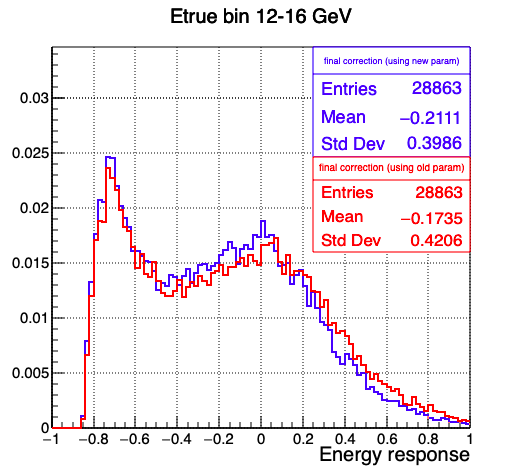 Etrue bin 12-16 GeV
final correction (using new param)
Entries 28863
Mean −0.2111
Std Dev 0.3986
final correction (using old param)
Entries 28863
Mean −0.1735
Std Dev 0.4206
0.03
0.025
0.02
0.015
0.01
0.005
0
−1 −0.8 −0.6 −0.4 −0.2 0 0.2 0.4 0.6 0.8 1
Energy response